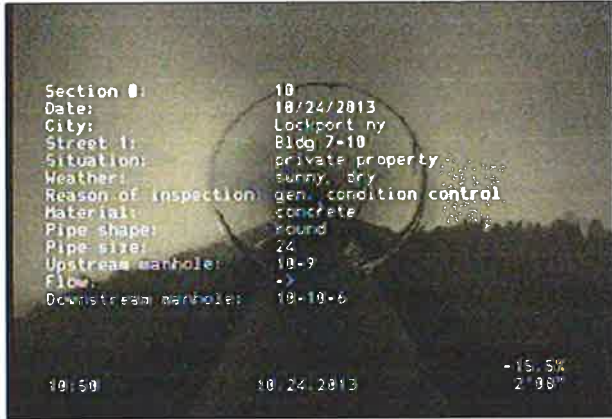 Section #: 10
Date: 10/24/2013
City: Lockport ny
Street 1: Bldg 7-10
Situation: private property
Weather: sunny, dry
Reason of inspection: gen. condition control
Material: concrete
Pipe shape: round
Pipe size: 24
Upstream manhole: 10-9
Flow: ->
Downstream manhole: 10-10-6
-15.5%
10:50 10.24.2013 2'08"